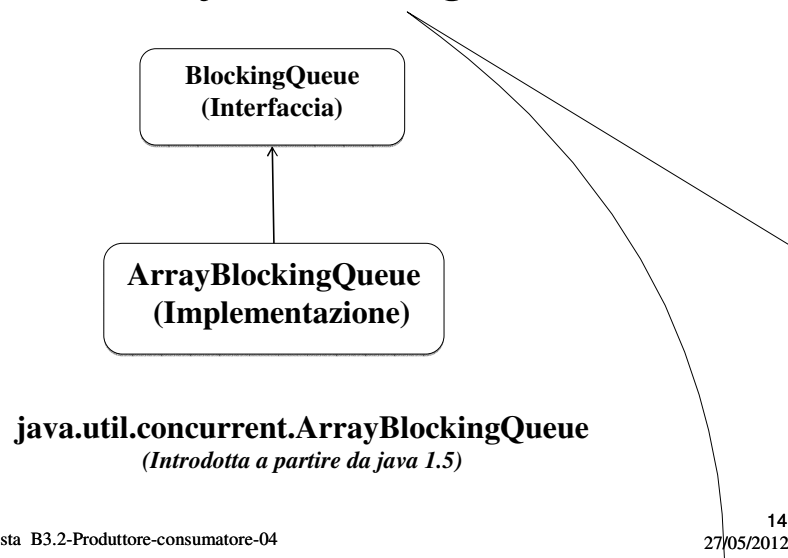 BlockingQueue
(Interfaccia)
ArrayBlockingQueue
(Implementazione)
java.util.concurrent.ArrayBlockingQueue
(Introdotta a partire da java 1.5)
14
sta B3.2-Produttore-consumatore-04
27/05/2012